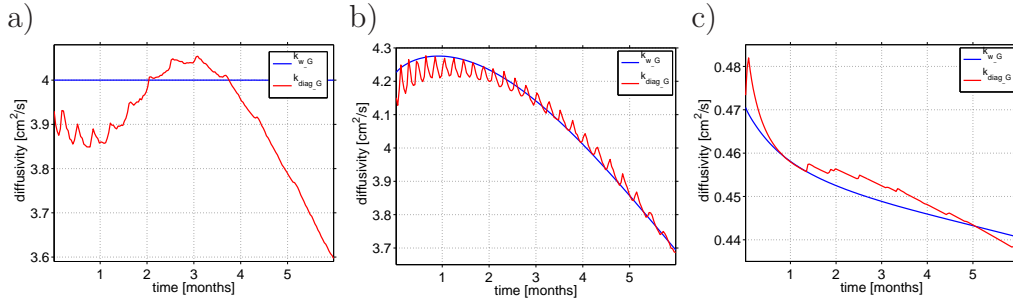 a)
diffusivity [cm²/s]
4
3.9
3.8
3.7
3.6
1
2
3
4
5
time [months]
k_w_G
k_diag_G
b)
diffusivity [cm²/s]
4.3
4.2
4.1
4
3.9
3.8
3.7
1
2
3
4
5
time [months]
k_w_G
k_diag_G
c)
diffusivity [cm²/s]
0.48
0.47
0.46
0.45
0.44
1
2
3
4
5
time [months]
k_w_G
k_diag_G